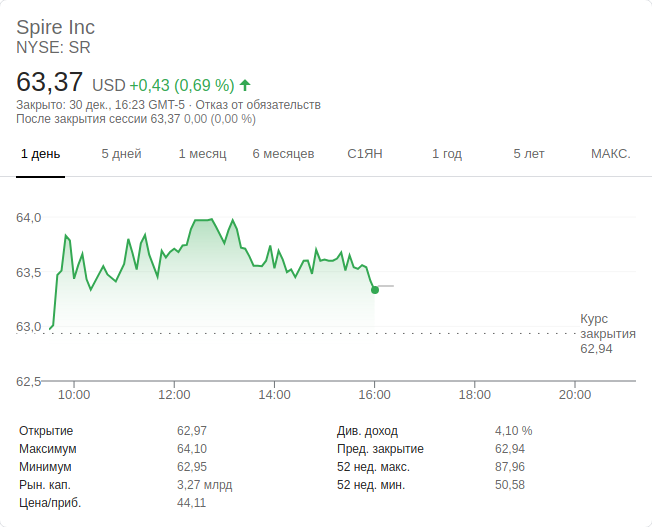 Spire Inc
NYSE: SR
63,37 USD +0,43 (0,69 %)
Закрыто: 30 дек., 16:23 GMT-5 · Отказ от обязательств
После закрытия сессии 63,37 0,00 (0,00 %)
1 день 5 дней 1 месяц 6 месяцев С1ЯН 1 год 5 лет МАКС.
64,0
63,5
63,0
Курс
закрытия
62,94
62,5
10:00 12:00 14:00 16:00 18:00 20:00
Открытие 62,97 Див. доход 4,10 %
Максимум 64,10 Пред. закрытие 62,94
Минимум 62,95 52 нед. макс. 87,96
Рын. кап. 3,27 млрд 52 нед. мин. 50,58
Цена/приб. 44,11